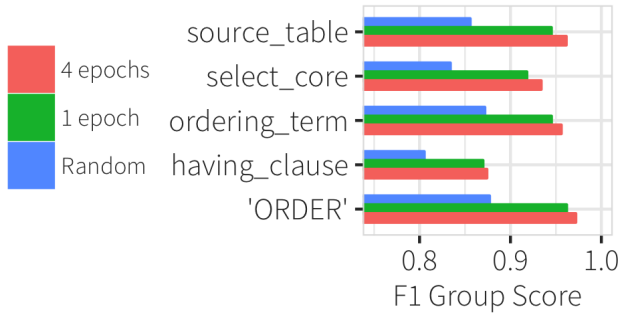 4 epochs
1 epoch
Random
source_table
select_core
ordering_term
having_clause
'ORDER'
0.8 0.9 1.0
F1 Group Score